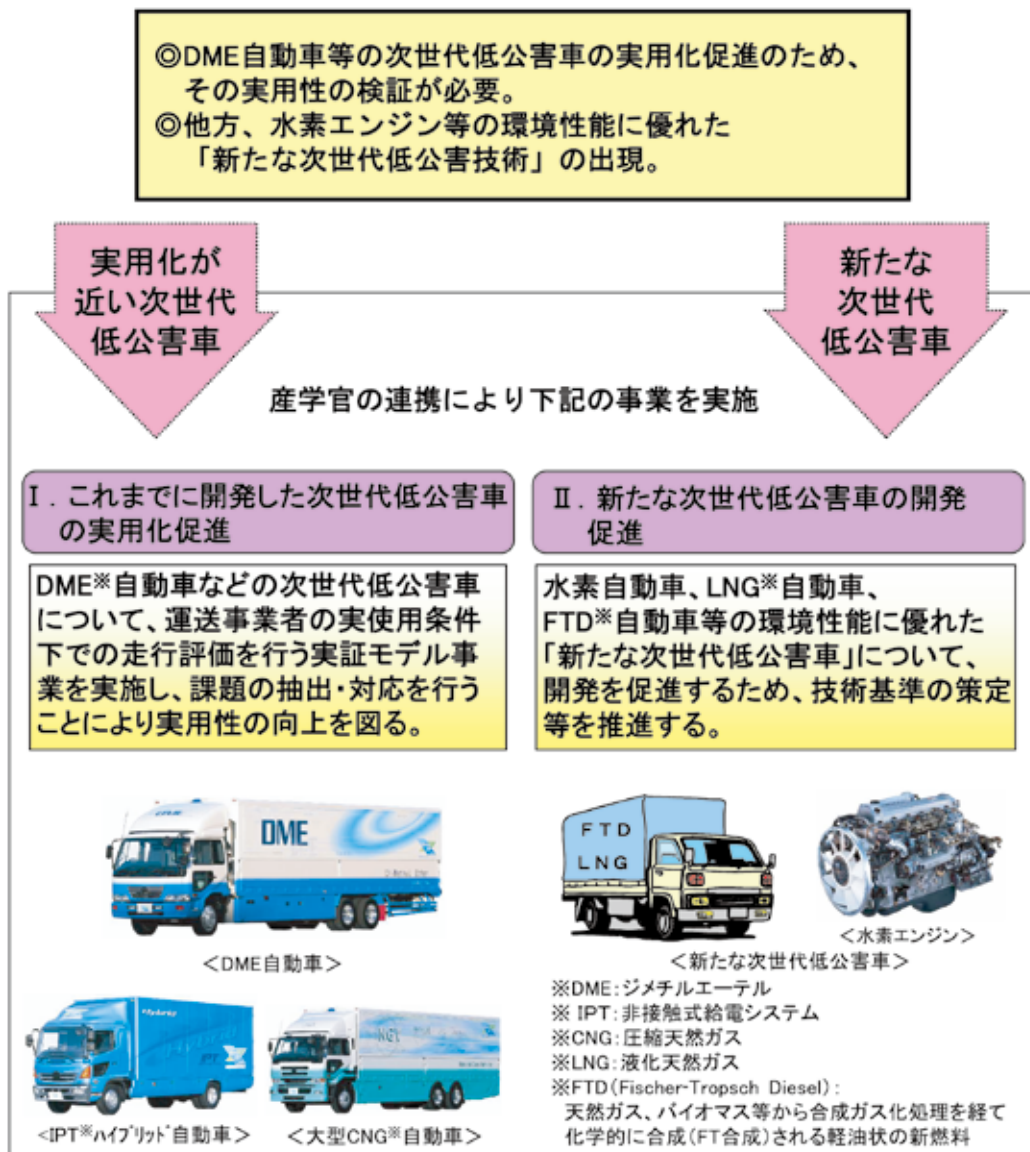 ◎DME自動車等の次世代低公害車の実用化促進のため、
その実用性の検証が必要。
◎他方、水素エンジン等の環境性能に優れた
「新たな次世代低公害技術」の出現。
実用化が
近い次世代
低公害車
新たな
次世代
低公害車
産学官の連携により下記の事業を実施
Ⅰ．これまでに開発した次世代低公害車
の実用化促進
DME※自動車などの次世代低公害車
について、運送事業者の実使用条件
下での走行評価を行う実証モデル事
業を実施し、課題の抽出・対応を行う
ことにより実用性の向上を図る。
Ⅱ．新たな次世代低公害車の開発
促進
水素自動車、LNG※自動車、
FTD※自動車等の環境性能に優れた
「新たな次世代低公害車」について、
開発を促進するため、技術基準の策定
等を推進する。
DME
＜DME自動車＞
＜IPT※ハイブリッド自動車＞
＜大型CNG※自動車＞
FTD
LNG
＜水素エンジン＞
＜新たな次世代低公害車＞
※DME：ジメチルエーテル
※IPT：非接触式給電システム
※CNG：圧縮天然ガス
※LNG：液化天然ガス
※FTD（Fischer-Tropsch Diesel）：
天然ガス、バイオマス等から合成ガス化処理を経て
化学的に合成（FT合成）される軽油状の新燃料